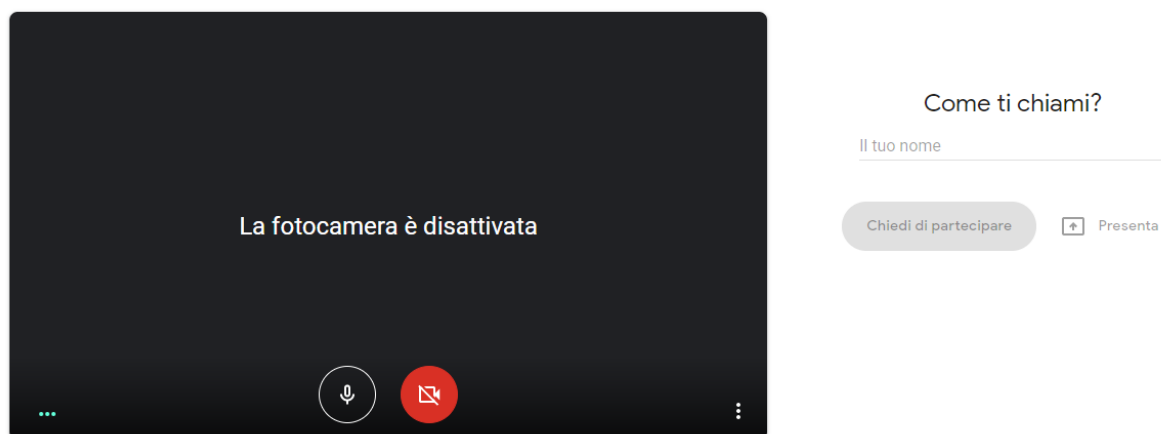 La fotocamera è disattivata
Come ti chiami?
Il tuo nome
Chiedi di partecipare
Presenta